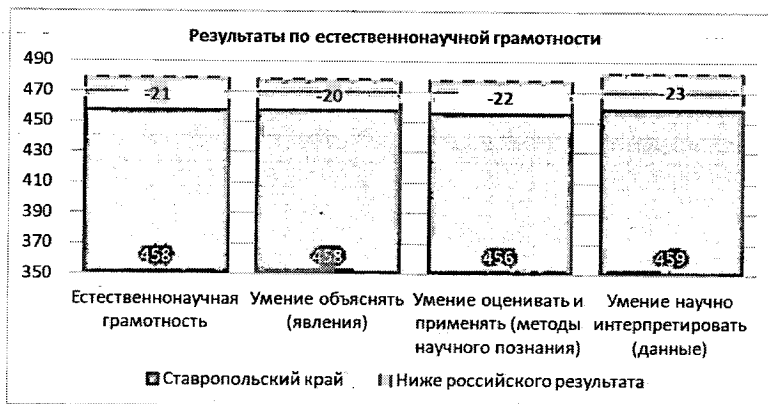 Результаты по естественнонаучной грамотности
490
470
450
430
410
390
370
350
-21
-20
-22
-23
458
458
456
459
Естественнонаучная грамотность
Умение объяснять (явления)
Умение оценивать и применять (методы научного познания)
Умение научно интерпретировать (данные)
Ставропольский край
Ниже российского результата